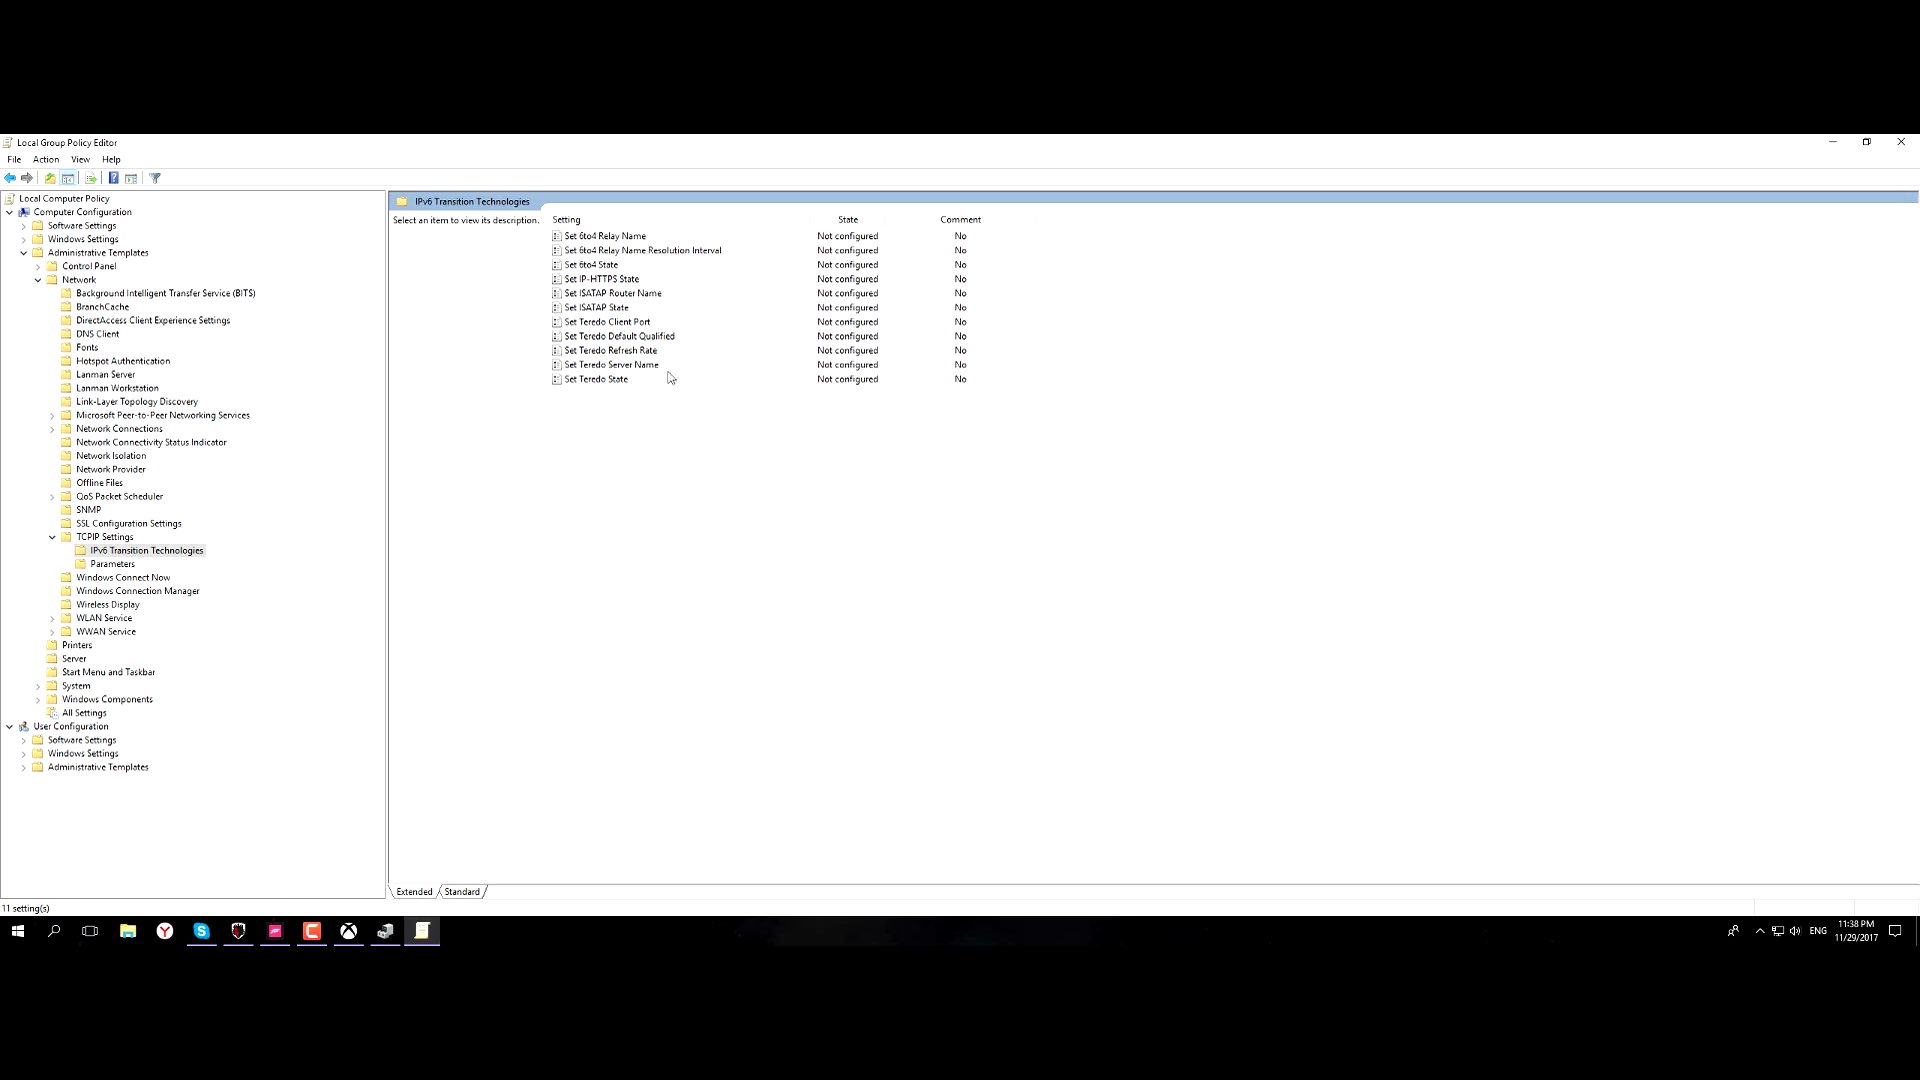 Local Group Policy Editor
File Action View Help
Local Computer Policy
Computer Configuration
Software Settings
Windows Settings
Administrative Templates
Control Panel
Network
Background Intelligent Transfer Service (BITS)
BranchCache
DirectAccess Client Experience Settings
DNS Client
Fonts
Hotspot Authentication
Lanman Server
Lanman Workstation
Link-Layer Topology Discovery
Microsoft Peer-to-Peer Networking Services
Network Connections
Network Connectivity Status Indicator
Network Isolation
Network Provider
Offline Files
QoS Packet Scheduler
SNMP
SSL Configuration Settings
TCPIP Settings
IPv6 Transition Technologies
Parameters
Windows Connect Now
Windows Connection Manager
Wireless Display
WLAN Service
WWAN Service
Printers
Server
Start Menu and Taskbar
System
Windows Components
All Settings
User Configuration
Software Settings
Windows Settings
Administrative Templates
IPv6 Transition Technologies
Select an item to view its description.
Setting State Comment
Set 6to4 Relay Name Not configured No
Set 6to4 Relay Name Resolution Interval Not configured No
Set 6to4 State Not configured No
Set IP-HTTPS State Not configured No
Set ISATAP Router Name Not configured No
Set ISATAP State Not configured No
Set Teredo Client Port Not configured No
Set Teredo Default Qualified Not configured No
Set Teredo Refresh Rate Not configured No
Set Teredo Server Name Not configured No
Set Teredo State Not configured No
Extended Standard
11 setting(s)
ENG
11:38 PM
11/29/2017